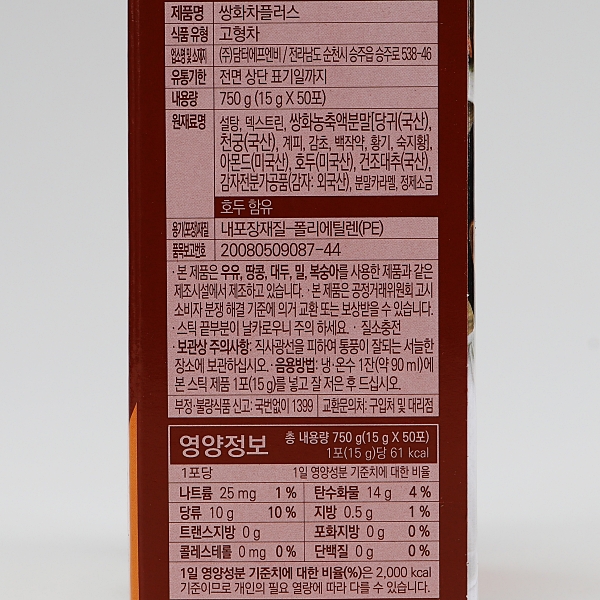 제품명 쌍화차플러스
식품 유형 고형차
업소명 및 소재지 (주)담터에프엔비 / 전라남도 순천시 승주읍 승주로 538-46
유통기한 전면 상단 표기일까지
내용량 750 g (15 g X 50포)
원재료명 설탕, 덱스트린, 쌍화농축액분말[당귀(국산),
천궁(국산), 계피, 감초, 백작약, 황기, 숙지황],
아몬드(미국산), 호두(미국산), 건조대추(국산),
감자전분가공품(감자: 외국산), 분말카라멜, 정제소금
호두 함유
용기(포장)재질 내포장재질-폴리에틸렌(PE)
품목보고번호 20080509087-44
· 본 제품은 우유, 땅콩, 대두, 밀, 복숭아를 사용한 제품과 같은
제조시설에서 제조하고 있습니다. · 본 제품은 공정거래위원회 고시
소비자 분쟁 해결 기준에 의거 교환 또는 보상받을 수 있습니다.
· 스틱 끝부분이 날카로우니 주의 하세요. · 질소충전
· 보관상 주의사항: 직사광선을 피하여 통풍이 잘되는 서늘한
장소에 보관하십시오. · 음용방법: 냉·온수 1잔(약 90 ml)에
본 스틱 제품 1포(15 g)를 넣고 잘 저은 후 드십시오.
부정·불량식품 신고: 국번없이 1399 교환문의처: 구입처 및 대리점
영양정보 총 내용량 750 g(15 g X 50포)
1포(15 g)당 61 kcal
1포당 1일 영양성분 기준치에 대한 비율
나트륨 25 mg 1 % 탄수화물 14 g 4 %
당류 10 g 10 % 지방 0.5 g 1 %
트랜스지방 0 g 포화지방 0 g 0 %
콜레스테롤 0 mg 0 % 단백질 0 g 0 %
1일 영양성분 기준치에 대한 비율(%)은 2,000 kcal
기준이므로 개인의 필요 열량에 따라 다를 수 있습니다.